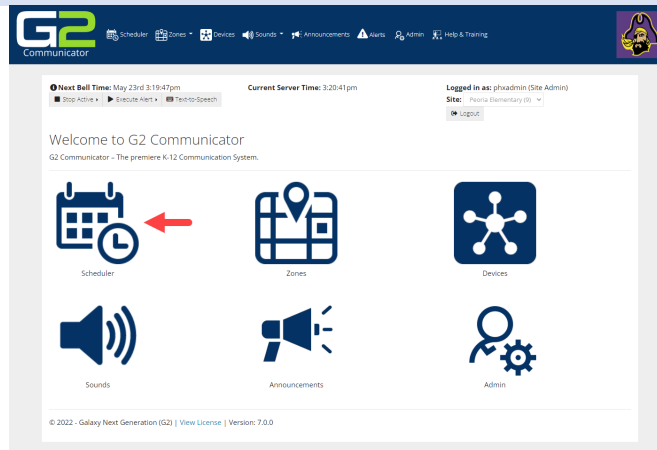 G2
Communicator
Scheduler Zones Devices Sounds Announcements Alerts Admin Help & Training
Next Bell Time: May 23rd 3:19:47pm Current Server Time: 3:20:41pm Logged in as: phxadmin (Site Admin)
Stop Active Execute Alert Text-to-Speech Site: Peoria Elementary (9)
Logout
Welcome to G2 Communicator
G2 Communicator – The premiere K-12 Communication System.
Scheduler Zones Devices
Sounds Announcements Admin
© 2022 - Galaxy Next Generation (G2) | View License | Version: 7.0.0